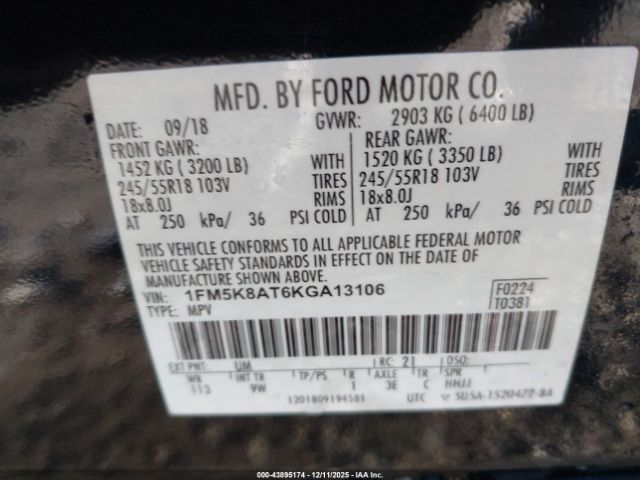 MFD. BY FORD MOTOR CO.
DATE: 09/18 GVWR: 2903 KG ( 6400 LB)
FRONT GAWR: REAR GAWR:
1452 KG ( 3200 LB) WITH 1520 KG ( 3350 LB) WITH
245/55R18 103V TIRES 245/55R18 103V TIRES
18x8.0J RIMS 18x8.0J RIMS
AT 250 kPa/ 36 PSI COLD AT 250 kPa/ 36 PSI COLD
THIS VEHICLE CONFORMS TO ALL APPLICABLE FEDERAL MOTOR
VEHICLE SAFETY STANDARDS IN EFFECT ON THE DATE OF
MANUFACTURE SHOWN ABOVE.
VIN: 1FM5K8AT6KGA13106 F0224
TYPE: MPV T0381
EXT PNT: UM RC: 21 DSO:
WB INT TR TP/PS R AXLE TR SPR
113 9W 1 3E C HHJJ
1201809194581 UTC ▽ 5U5A-1520472-BA
000-43895174 - 12/11/2025 - IAA Inc.